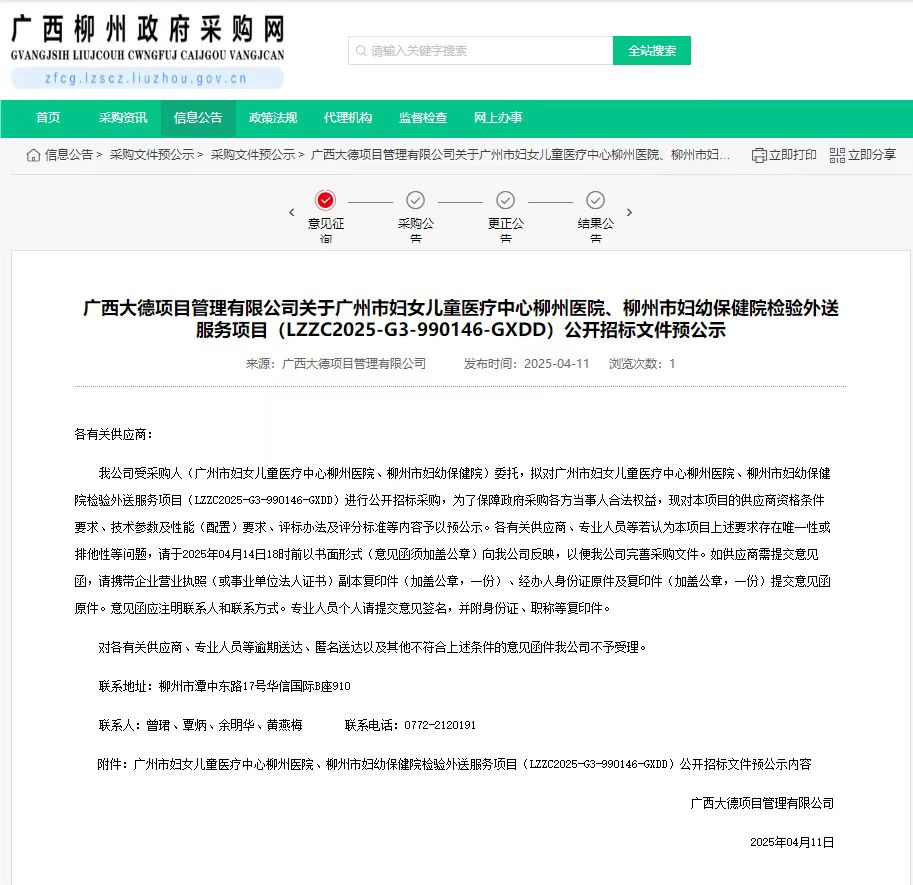 广西柳州政府采购网
GVANGJSIH LIUJCOUH CWNGFUJ CAIJGOU VANGJCAN
zfcg.lzscz.liuzhou.gov.cn
请输入关键字搜索 全站搜索
首页 采购资讯 信息公告 政策法规 代理机构 监督检查 网上办事
信息公告 > 采购文件预公示 > 采购文件预公示 > 广西大德项目管理有限公司关于广州市妇女儿童医疗中心柳州医院、柳州市妇... 立即打印 立即分享
意见征 采购公 更正公 结果公
询 告 告 告
广西大德项目管理有限公司关于广州市妇女儿童医疗中心柳州医院、柳州市妇幼保健院检验外送
服务项目（LZZC2025-G3-990146-GXDD）公开招标文件预公示
来源：广西大德项目管理有限公司 发布时间：2025-04-11 浏览次数：1
各有关供应商：
我公司受采购人（广州市妇女儿童医疗中心柳州医院、柳州市妇幼保健院）委托，拟对广州市妇女儿童医疗中心柳州医院、柳州市妇幼保健
院检验外送服务项目（LZZC2025-G3-990146-GXDD）进行公开招标采购，为了保障政府采购各方当事人合法权益，现对本项目的供应商资格条件
要求、技术参数及性能（配置）要求、评标办法及评分标准等内容予以预公示。各有关供应商、专业人员等若认为本项目上述要求存在唯一性或
排他性等问题，请于2025年04月14日18时前以书面形式（意见函须加盖公章）向我公司反映，以便我公司完善采购文件。如供应商需提交意见
函，请携带企业营业执照（或事业单位法人证书）副本复印件（加盖公章，一份）、经办人身份证原件及复印件（加盖公章，一份）提交意见函
原件。意见函应注明联系人和联系方式。专业人员个人请提交意见签名，并附身份证、职称等复印件。
对各有关供应商、专业人员等逾期送达、匿名送达以及其他不符合上述条件的意见函件我公司不予受理。
联系地址：柳州市潭中东路17号华信国际B座910
联系人：曾珺、覃炳、余明华、黄燕梅 联系电话：0772-2120191
附件：广州市妇女儿童医疗中心柳州医院、柳州市妇幼保健院检验外送服务项目（LZZC2025-G3-990146-GXDD）公开招标文件预公示内容
广西大德项目管理有限公司
2025年04月11日